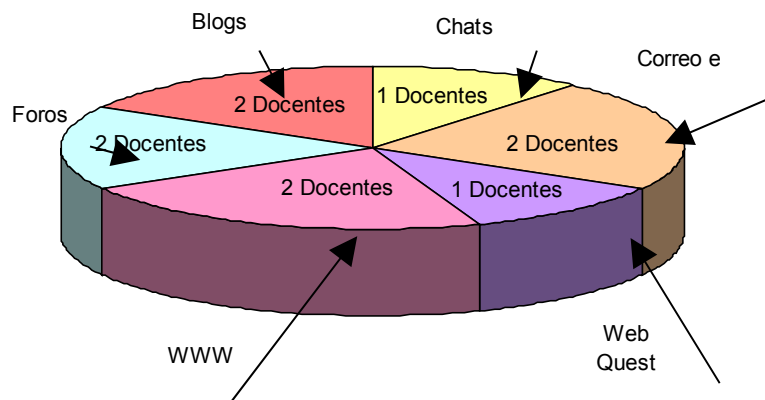 Blogs
Chats
Correo e
Foros
2 Docentes
1 Docentes
2 Docentes
2 Docentes
2 Docentes
1 Docentes
WWW
Web
Quest